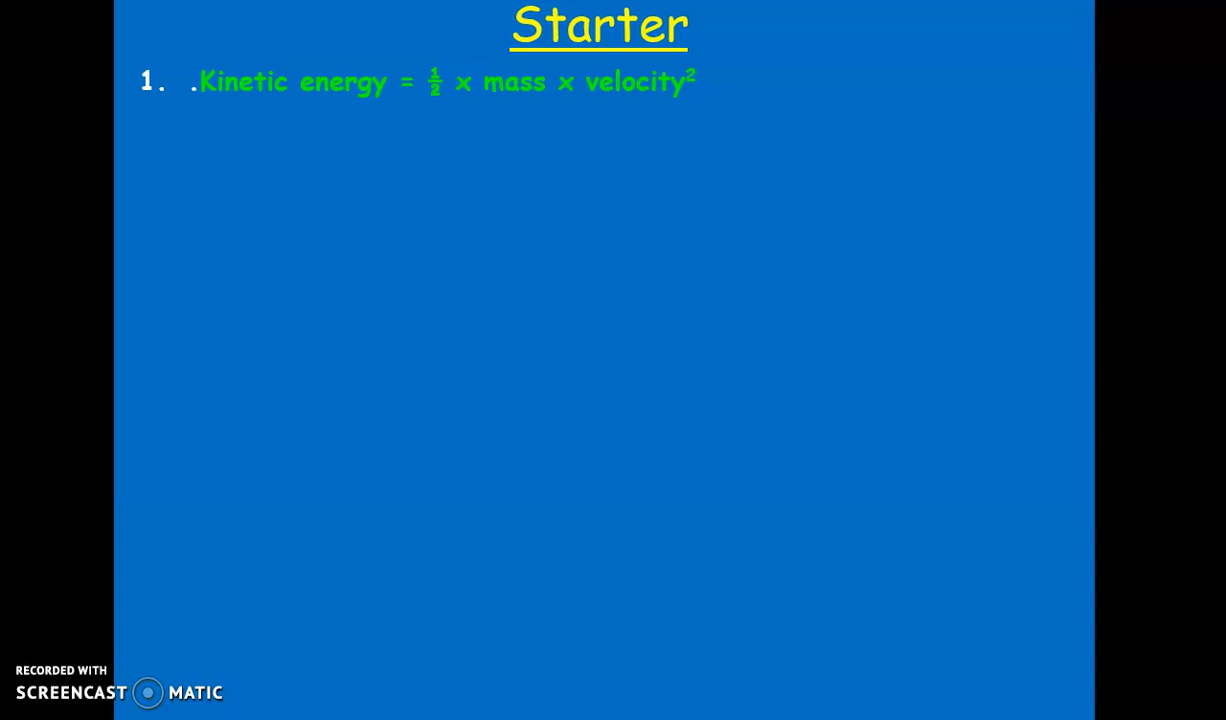 Starter
1. .Kinetic energy = ½ x mass x velocity²
RECORDED WITH
SCREENCAST MATIC